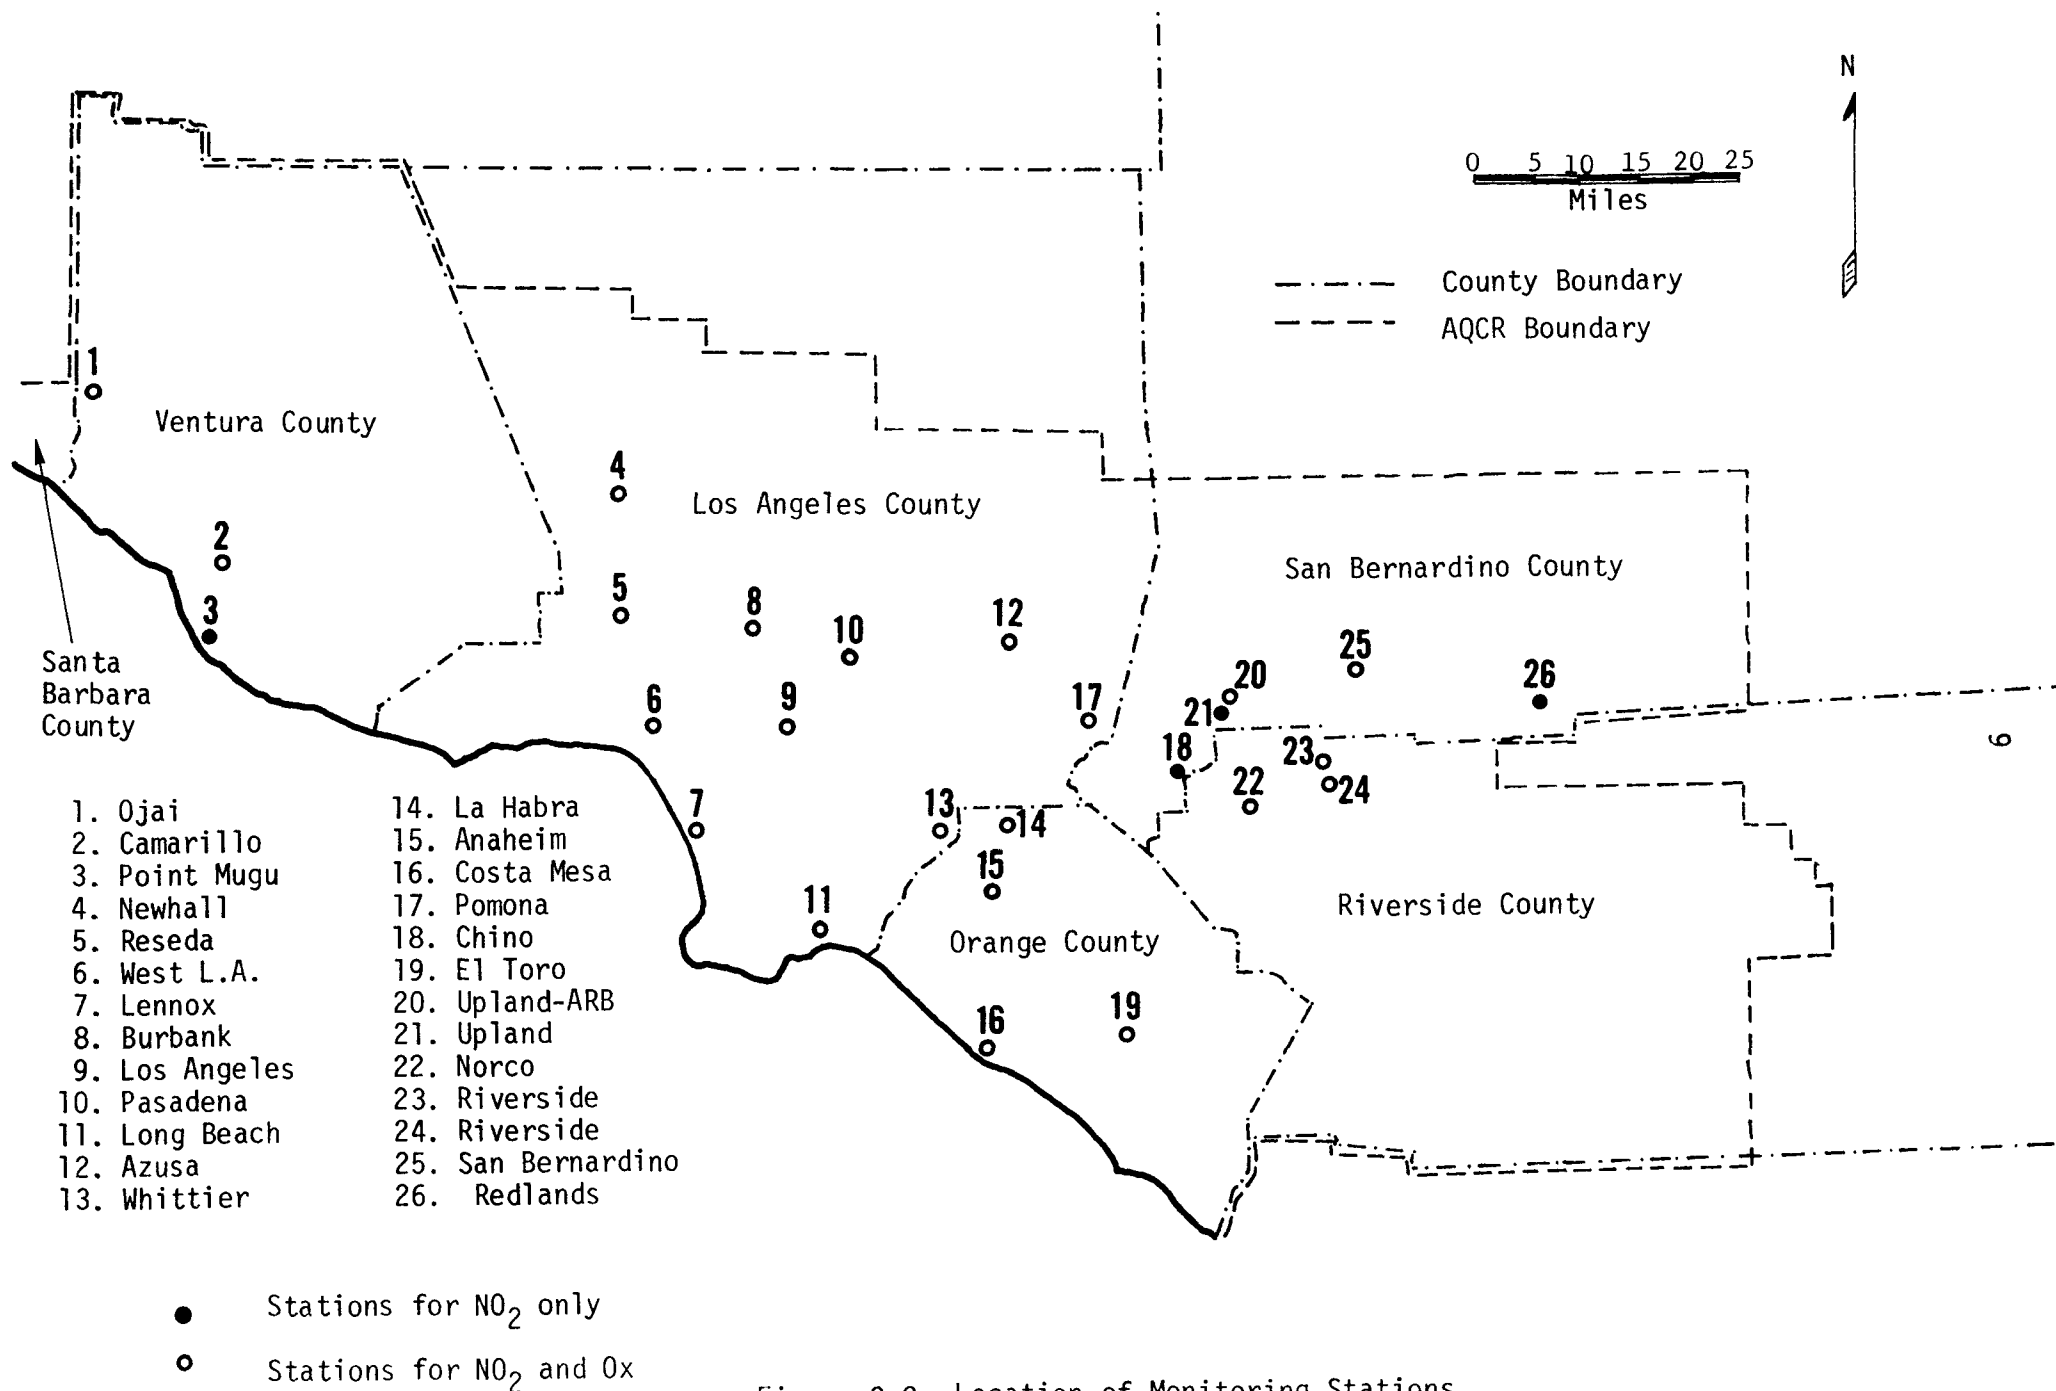 N
0 5 10 15 20 25
Miles
County Boundary
AQCR Boundary
1
Ventura County
4
Los Angeles County
2
San Bernardino County
5
8
12
3
10
25
Santa
Barbara
County
20
26
6
9
17
21
18
23
6
22
24
7
13
14
15
11
Riverside County
Orange County
16
19
1. Ojai
2. Camarillo
3. Point Mugu
4. Newhall
5. Reseda
6. West L.A.
7. Lennox
8. Burbank
9. Los Angeles
10. Pasadena
11. Long Beach
12. Azusa
13. Whittier
14. La Habra
15. Anaheim
16. Costa Mesa
17. Pomona
18. Chino
19. El Toro
20. Upland-ARB
21. Upland
22. Norco
23. Riverside
24. Riverside
25. San Bernardino
26. Redlands
Stations for NO2 only
Stations for NO2 and Ox
Location of Monitoring Stations